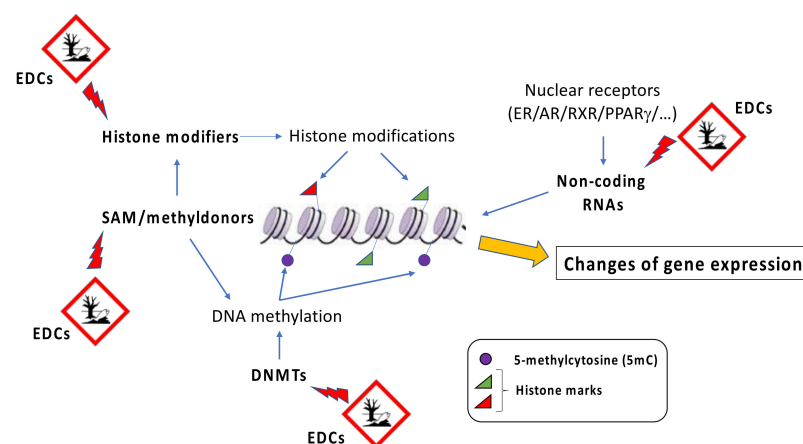 EDCs
Nuclear receptors
(ER/AR/RXR/PPARγ/…)
EDCs
Histone modifiers
Histone modifications
Non-coding
RNAs
SAM/methyldonors
Changes of gene expression
EDCs
DNA methylation
DNMTs
EDCs
5-methylcytosine (5mC)
Histone marks